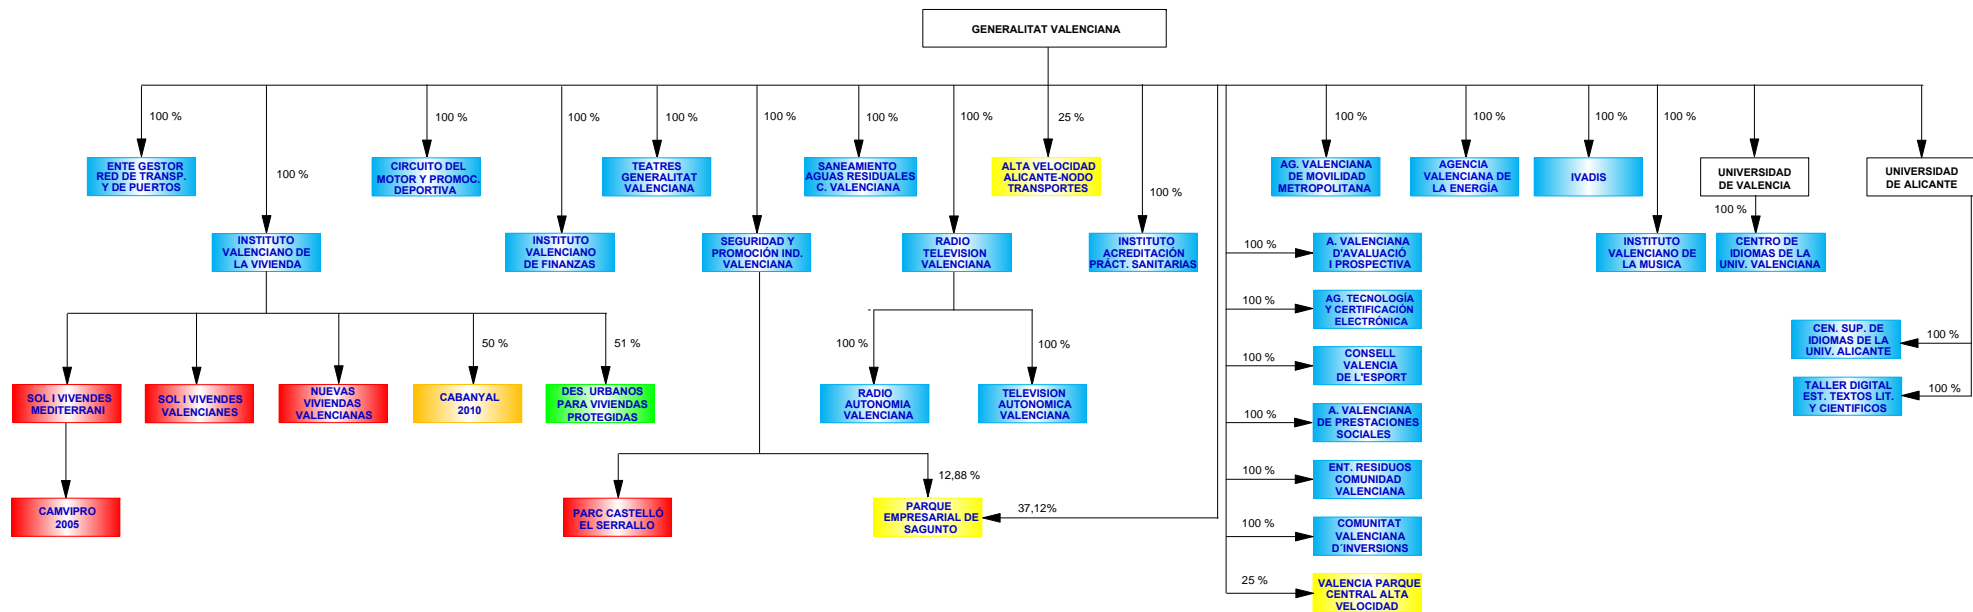 GENERALITAT VALENCIANA
100 %
100 %
100 %
100 %
100 %
100 %
100 %
25 %
100 %
100 %
100 %
100 %
ENTE GESTOR
RED DE TRANSP.
Y DE PUERTOS
CIRCUITO DEL
MOTOR Y PROMOC.
DEPORTIVA
TEATRES
GENERALITAT
VALENCIANA
SANEAMIENTO
AGUAS RESIDUALES
C. VALENCIANA
ALTA VELOCIDAD
ALICANTE-NODO
TRANSPORTES
AG. VALENCIANA
DE MOVILIDAD
METROPOLITANA
AGENCIA
VALENCIANA DE
LA ENERGÍA
IVADIS
UNIVERSIDAD
DE VALENCIA
UNIVERSIDAD
DE ALICANTE
100 %
100 %
100 %
INSTITUTO
VALENCIANO DE
LA VIVIENDA
INSTITUTO
VALENCIANO
DE FINANZAS
SEGURIDAD Y
PROMOCIÓN IND.
VALENCIANA
RADIO
TELEVISION
VALENCIANA
INSTITUTO
ACREDITACIÓN
PRÁCT. SANITARIAS
100 %
A. VALENCIANA
D'AVALUACIÓ
I PROSPECTIVA
INSTITUTO
VALENCIANO DE
LA MUSICA
CENTRO DE
IDIOMAS DE LA
UNIV. VALENCIANA
100 %
AG. TECNOLOGÍA
Y CERTIFICACIÓN
ELECTRÓNICA
50 %
51 %
100 %
100 %
100 %
CONSELL
VALENCIA
DE L'ESPORT
CEN. SUP. DE
IDIOMAS DE LA
UNIV. ALICANTE
100 %
SOL I VIVENDES
MEDITERRANI
SOL I VIVENDES
VALENCIANES
NUEVAS
VIVIENDAS
VALENCIANAS
CABANYAL
2010
DES. URBANOS
PARA VIVIENDAS
PROTEGIDAS
RADIO
AUTONOMIA
VALENCIANA
TELEVISION
AUTONOMICA
VALENCIANA
100 %
A. VALENCIANA
DE PRESTACIONES
SOCIALES
TALLER DIGITAL
EST. TEXTOS LIT.
Y CIENTIFICOS
100 %
12,88 %
100 %
ENT. RESIDUOS
COMUNIDAD
VALENCIANA
CAMVIPRO
2005
PARC CASTELLÓ
EL SERRALLO
PARQUE
EMPRESARIAL DE
SAGUNTO
37,12%
100 %
COMUNITAT
VALENCIANA
D´INVERSIONS
25 %
VALENCIA PARQUE
CENTRAL ALTA
VELOCIDAD